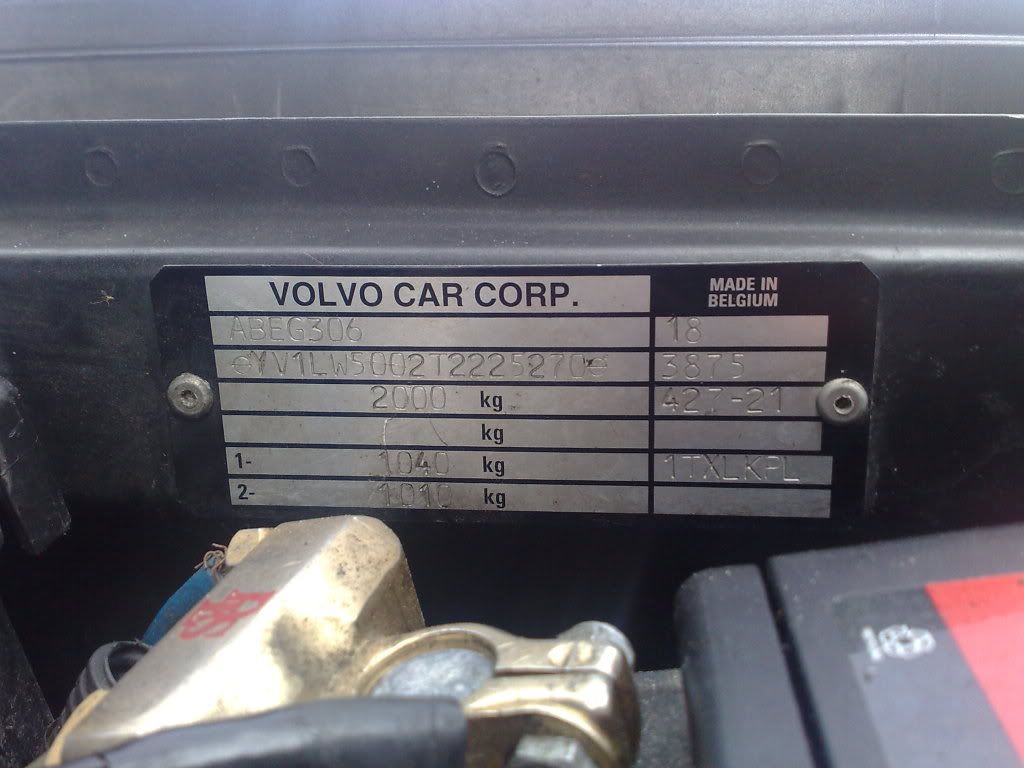 VOLVO CAR CORP.
MADE IN
BELGIUM
ABEG306 18
YV1LW5002T2225270 3875
2000 kg 427-21
kg
1- 1040 kg 1TXLKPL
2- 1010 kg